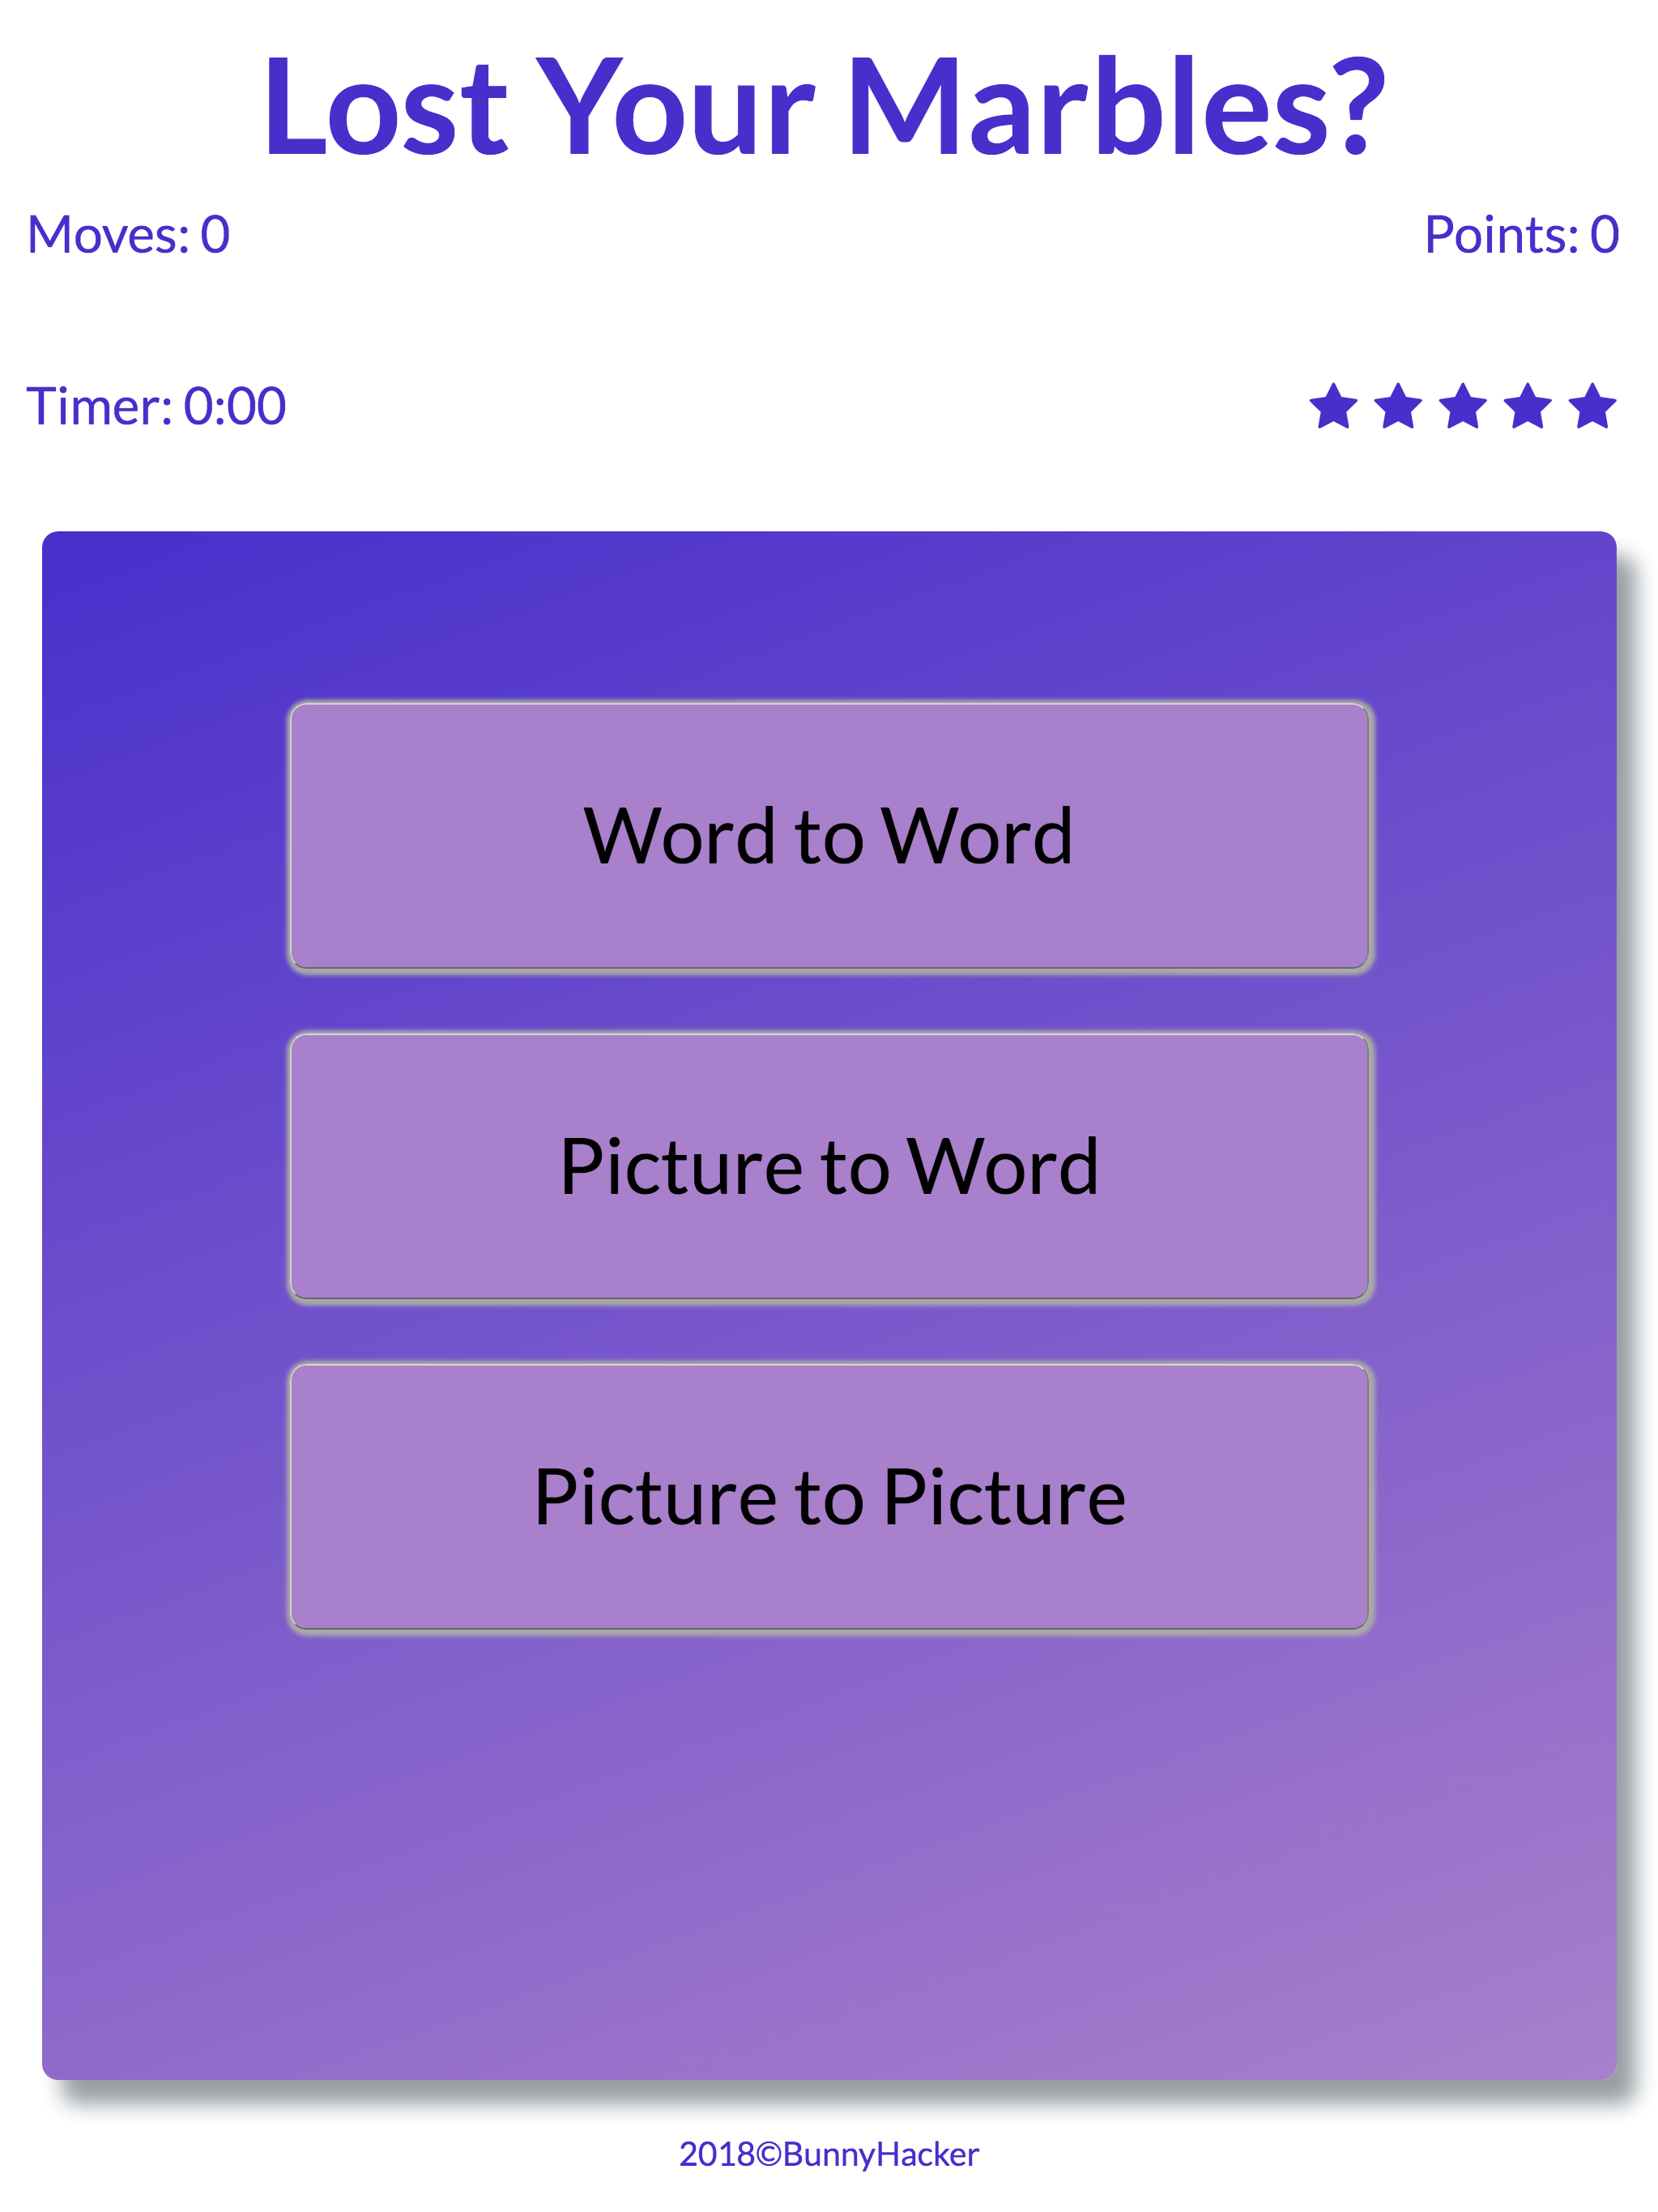 Lost Your Marbles?
Moves: 0 Points: 0
Timer: 0:00
Word to Word
Picture to Word
Picture to Picture
2018©BunnyHacker